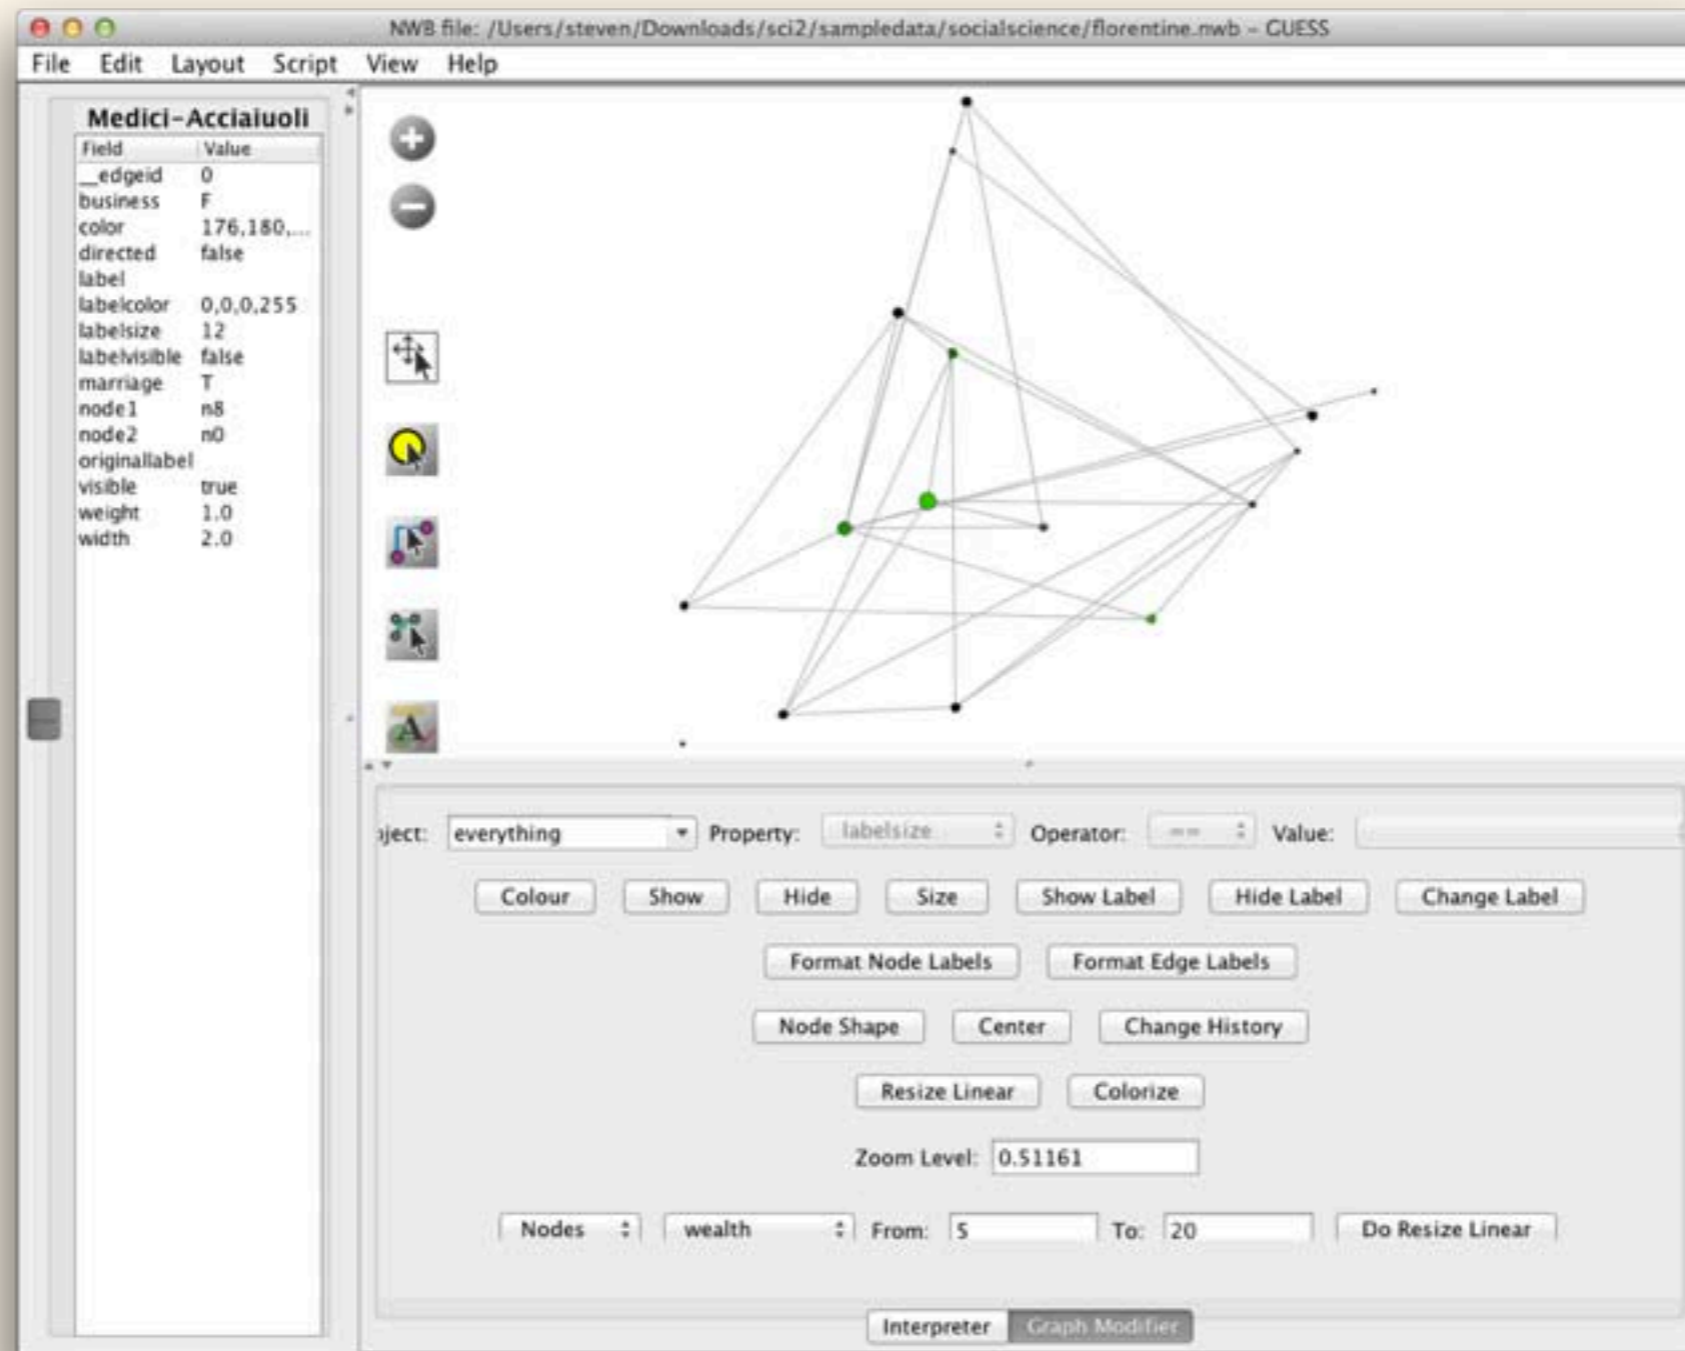 NWB file: /Users/steven/Downloads/sci2/sampledata/socialscience/florentine.nwb - GUESS
File Edit Layout Script View Help
Medici-Acciaiuoli
Field Value
__edgeid 0
business F
color 176,180,...
directed false
label
labelcolor 0,0,0,255
labelsize 12
labelvisible false
marriage T
node1 n8
node2 n0
originallabel
visible true
weight 1.0
width 2.0
A
ject: everything Property: labelsize Operator: == Value:
Colour Show Hide Size Show Label Hide Label Change Label
Format Node Labels Format Edge Labels
Node Shape Center Change History
Resize Linear Colorize
Zoom Level: 0.51161
Nodes wealth From: 5 To: 20 Do Resize Linear
Interpreter Graph Modifier